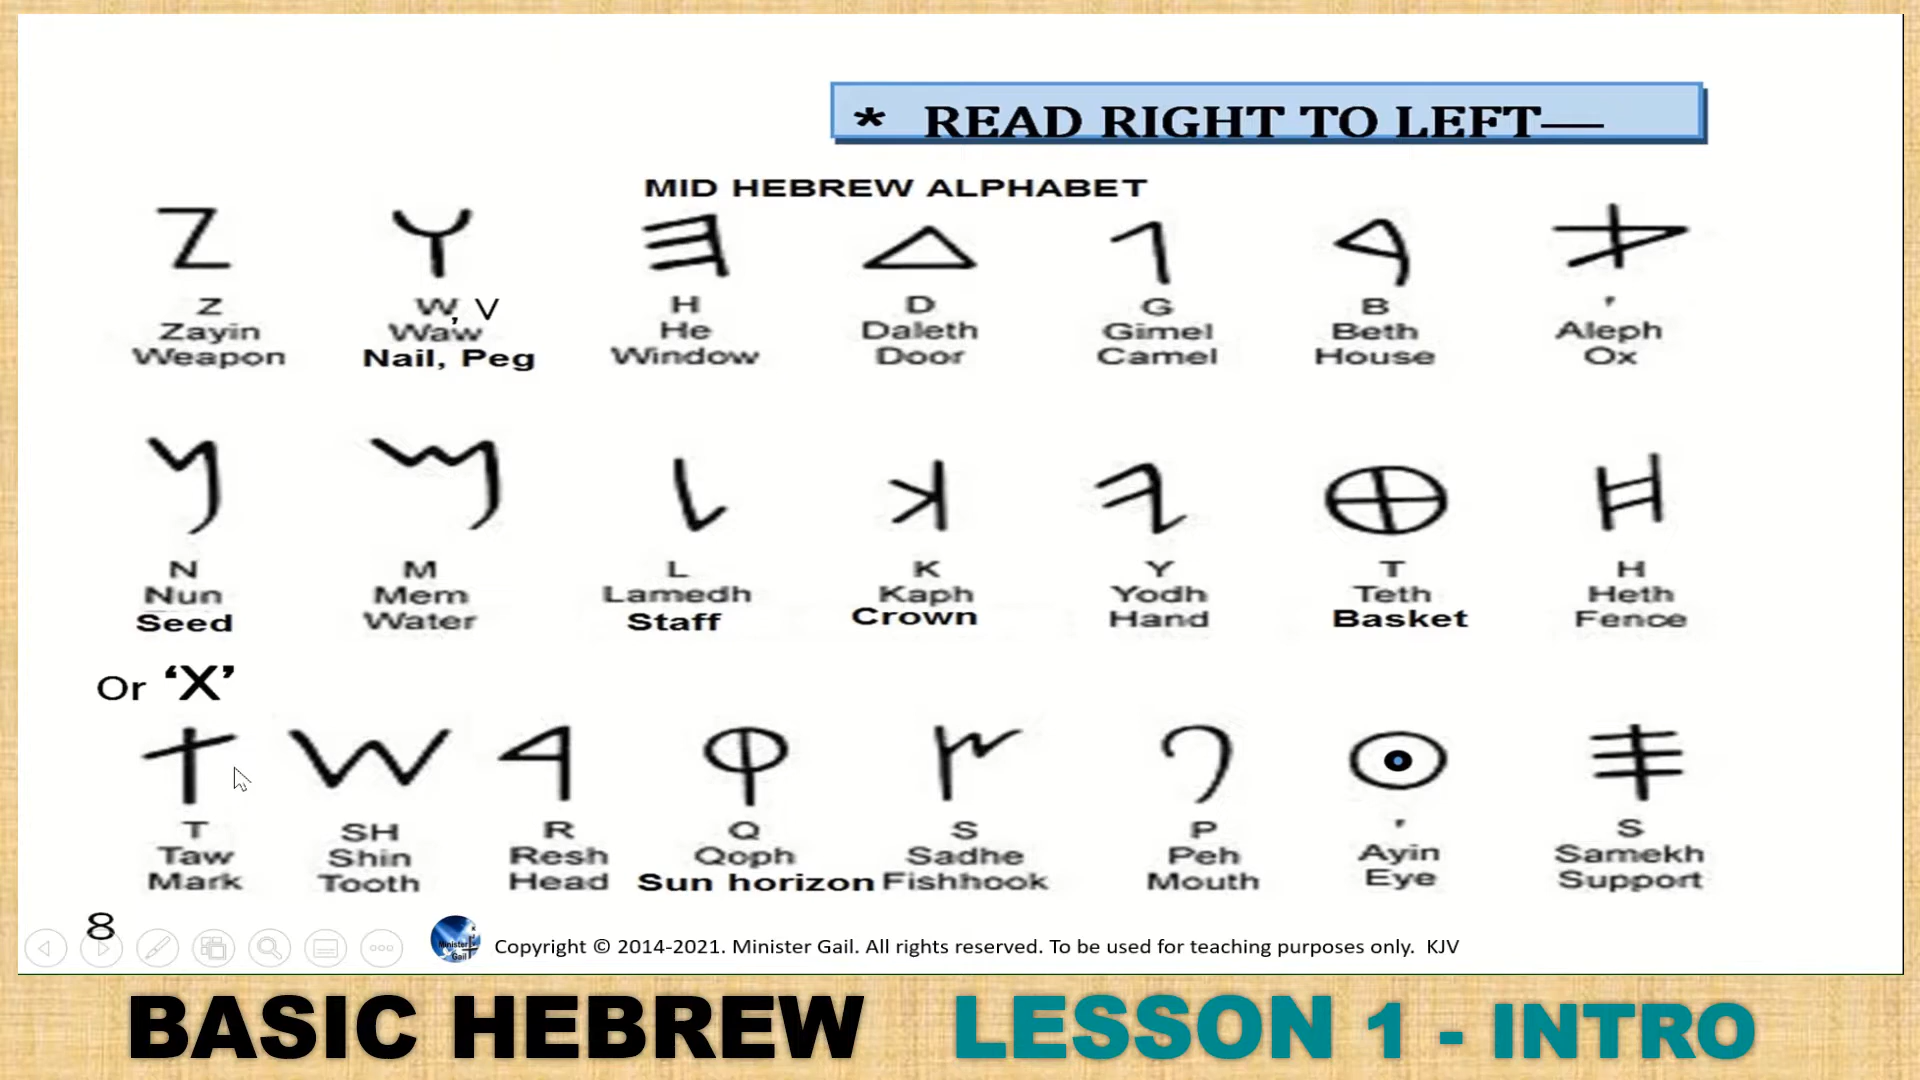 * READ RIGHT TO LEFT—
MID HEBREW ALPHABET
Z W, V H D G B '
Zayin Waw He Daleth Gimel Beth Aleph
Weapon Nail, Peg Window Door Camel House Ox
N M L K Y T H
Nun Mem Lamedh Kaph Yodh Teth Heth
Seed Water Staff Crown Hand Basket Fence
Or ‘X’
T SH R Q S P ' S
Taw Shin Resh Qoph Sadhe Peh Ayin Samekh
Mark Tooth Head Sun horizon Fishhook Mouth Eye Support
8
Minister Gail
Copyright © 2014-2021. Minister Gail. All rights reserved. To be used for teaching purposes only. KJV
BASIC HEBREW LESSON 1 - INTRO